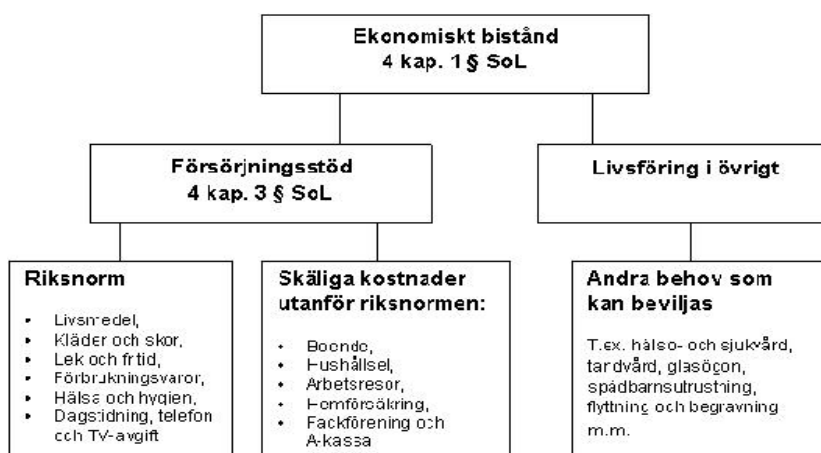 Ekonomiskt bistånd
4 kap. 1 § SoL
Försörjningsstöd
4 kap. 3 § SoL
Livsföring i övrigt
Riksnorm
• Livsmedel,
• Kläder och skor,
• Lek och fritid,
• Förbrukningsvaror,
• Hälsa och hygien,
• Dagstidning, telefon
och TV-avgift
Skäliga kostnader
utanför riksnormen:
• Boende,
• Hushållsel,
• Arbetsresor,
• Hemförsäkring,
• Fackförening och
A-kassa
Andra behov som
kan beviljas
T.ex. hälso- och sjukvård,
tandvård, glasögon,
spädbarnsutrustning,
flyttning och begravning
m.m.